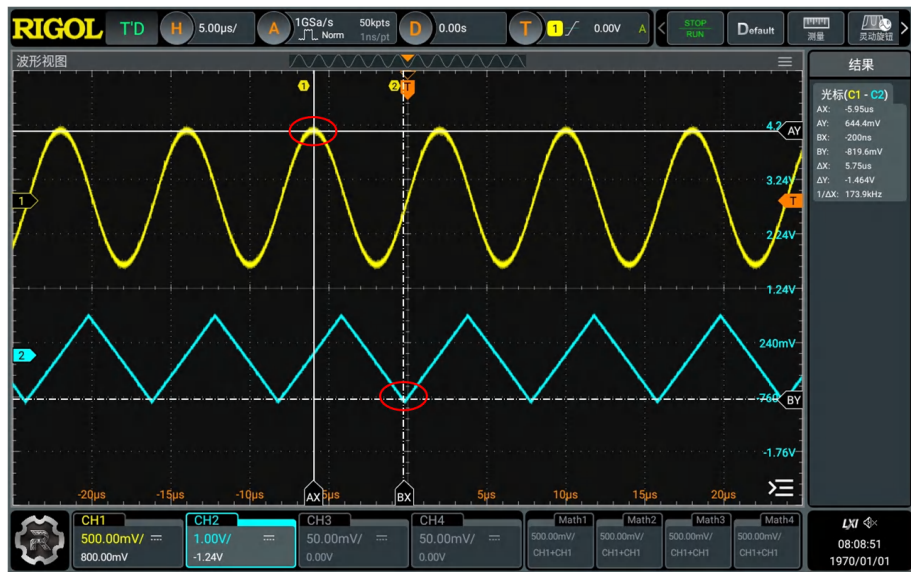 RIGOL T'D H 5.00μs/ A 1GSa/s 50kpts Norm 1ns/pt D 0.00s T 1 0.00V A STOP RUN Default 测量 灵动旋钮
波形视图
结果
1 2 T
光标(C1 - C2)
AX: -5.95us
AY: 644.4mV
BX: -200ns
BY: -819.6mV
ΔX: 5.75us
ΔY: -1.464V
1/ΔX: 173.9kHz
AY
3.24V
1 T
2.24V
1.24V
2
240mV
BY
-1.76V
-20μs -15μs -10μs AX BX 5μs 10μs 15μs 20μs
CH1 CH2 CH3 CH4 Math1 Math2 Math3 Math4
500.00mV/ 1.00V/ 50.00mV/ 50.00mV/ 500.00mV/ 500.00mV/ 500.00mV/ 500.00mV/
800.00mV -1.24V 0.00V 0.00V CH1+CH1 CH1+CH1 CH1+CH1 CH1+CH1
LXI
08:08:51
1970/01/01